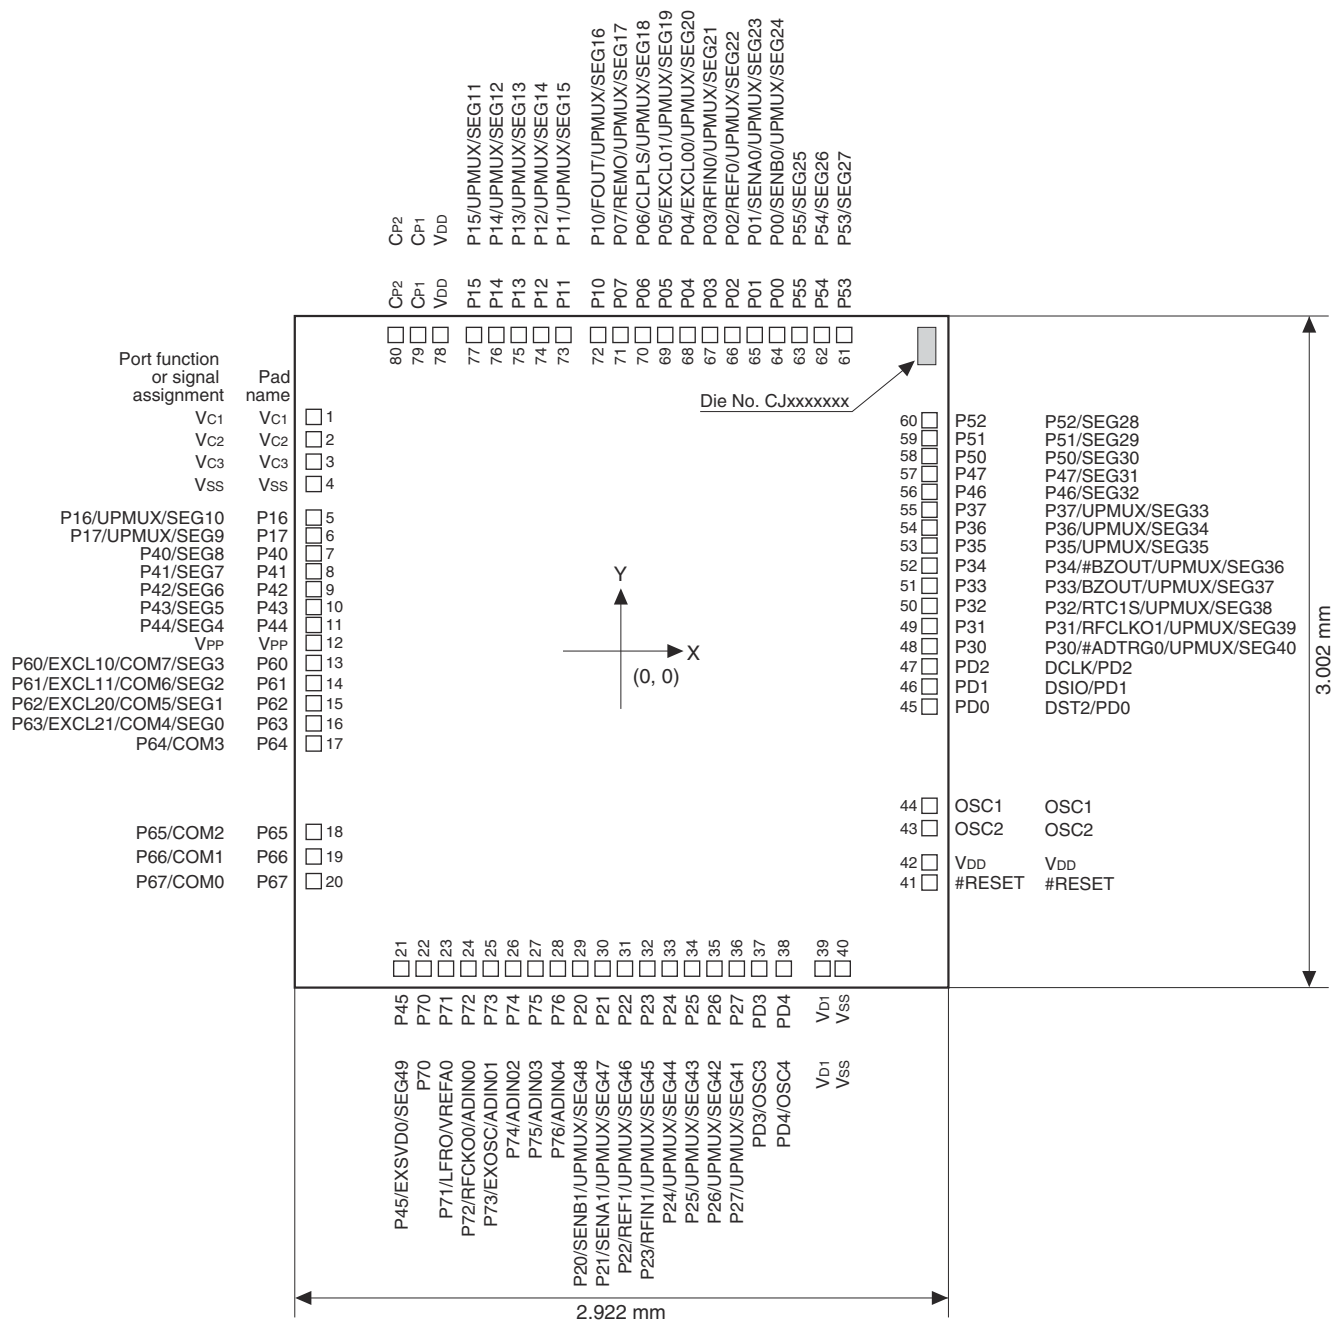 CP2
CP1
VDD
P15/UPMUX/SEG11
P14/UPMUX/SEG12
P13/UPMUX/SEG13
P12/UPMUX/SEG14
P11/UPMUX/SEG15
P10/FOUT/UPMUX/SEG16
P07/REMO/UPMUX/SEG17
P06/CLPLS/UPMUX/SEG18
P05/EXCL01/UPMUX/SEG19
P04/EXCL00/UPMUX/SEG20
P03/RFIN0/UPMUX/SEG21
P02/REF0/UPMUX/SEG22
P01/SENA0/UPMUX/SEG23
P00/SENB0/UPMUX/SEG24
P55/SEG25
P54/SEG26
P53/SEG27
CP2
CP1
VDD
P15
P14
P13
P12
P11
P10
P07
P06
P05
P04
P03
P02
P01
P00
P55
P54
P53
80
79
78
77
76
75
74
73
72
71
70
69
68
67
66
65
64
63
62
61
Port function
or signal
assignment
Pad
name
Die No. CJxxxxxxx
VC1 VC1 1
VC2 VC2 2
VC3 VC3 3
VSS VSS 4
P16/UPMUX/SEG10 P16 5
P17/UPMUX/SEG9 P17 6
P40/SEG8 P40 7
P41/SEG7 P41 8
P42/SEG6 P42 9
P43/SEG5 P43 10
P44/SEG4 P44 11
VPP VPP 12
P60/EXCL10/COM7/SEG3 P60 13
P61/EXCL11/COM6/SEG2 P61 14
P62/EXCL20/COM5/SEG1 P62 15
P63/EXCL21/COM4/SEG0 P63 16
P64/COM3 P64 17
P65/COM2 P65 18
P66/COM1 P66 19
P67/COM0 P67 20
Y
X
(0, 0)
60 P52 P52/SEG28
59 P51 P51/SEG29
58 P50 P50/SEG30
57 P47 P47/SEG31
56 P46 P46/SEG32
55 P37 P37/UPMUX/SEG33
54 P36 P36/UPMUX/SEG34
53 P35 P35/UPMUX/SEG35
52 P34 P34/#BZOUT/UPMUX/SEG36
51 P33 P33/BZOUT/UPMUX/SEG37
50 P32 P32/RTC1S/UPMUX/SEG38
49 P31 P31/RFCLKO1/UPMUX/SEG39
48 P30 P30/#ADTRG0/UPMUX/SEG40
47 PD2 DCLK/PD2
46 PD1 DSIO/PD1
45 PD0 DST2/PD0
44 OSC1 OSC1
43 OSC2 OSC2
42 VDD VDD
41 #RESET #RESET
3.002 mm
21
22
23
24
25
26
27
28
29
30
31
32
33
34
35
36
37
38
39
40
P45
P70
P71
P72
P73
P74
P75
P76
P20
P21
P22
P23
P24
P25
P26
P27
PD3
PD4
VD1
VSS
P45/EXSVD0/SEG49
P70
P71/LFRO/VREFA0
P72/RFCKO0/ADIN00
P73/EXOSC/ADIN01
P74/ADIN02
P75/ADIN03
P76/ADIN04
P20/SENB1/UPMUX/SEG48
P21/SENA1/UPMUX/SEG47
P22/REF1/UPMUX/SEG46
P23/RFIN1/UPMUX/SEG45
P24/UPMUX/SEG44
P25/UPMUX/SEG43
P26/UPMUX/SEG42
P27/UPMUX/SEG41
PD3/OSC3
PD4/OSC4
VD1
VSS
2.922 mm